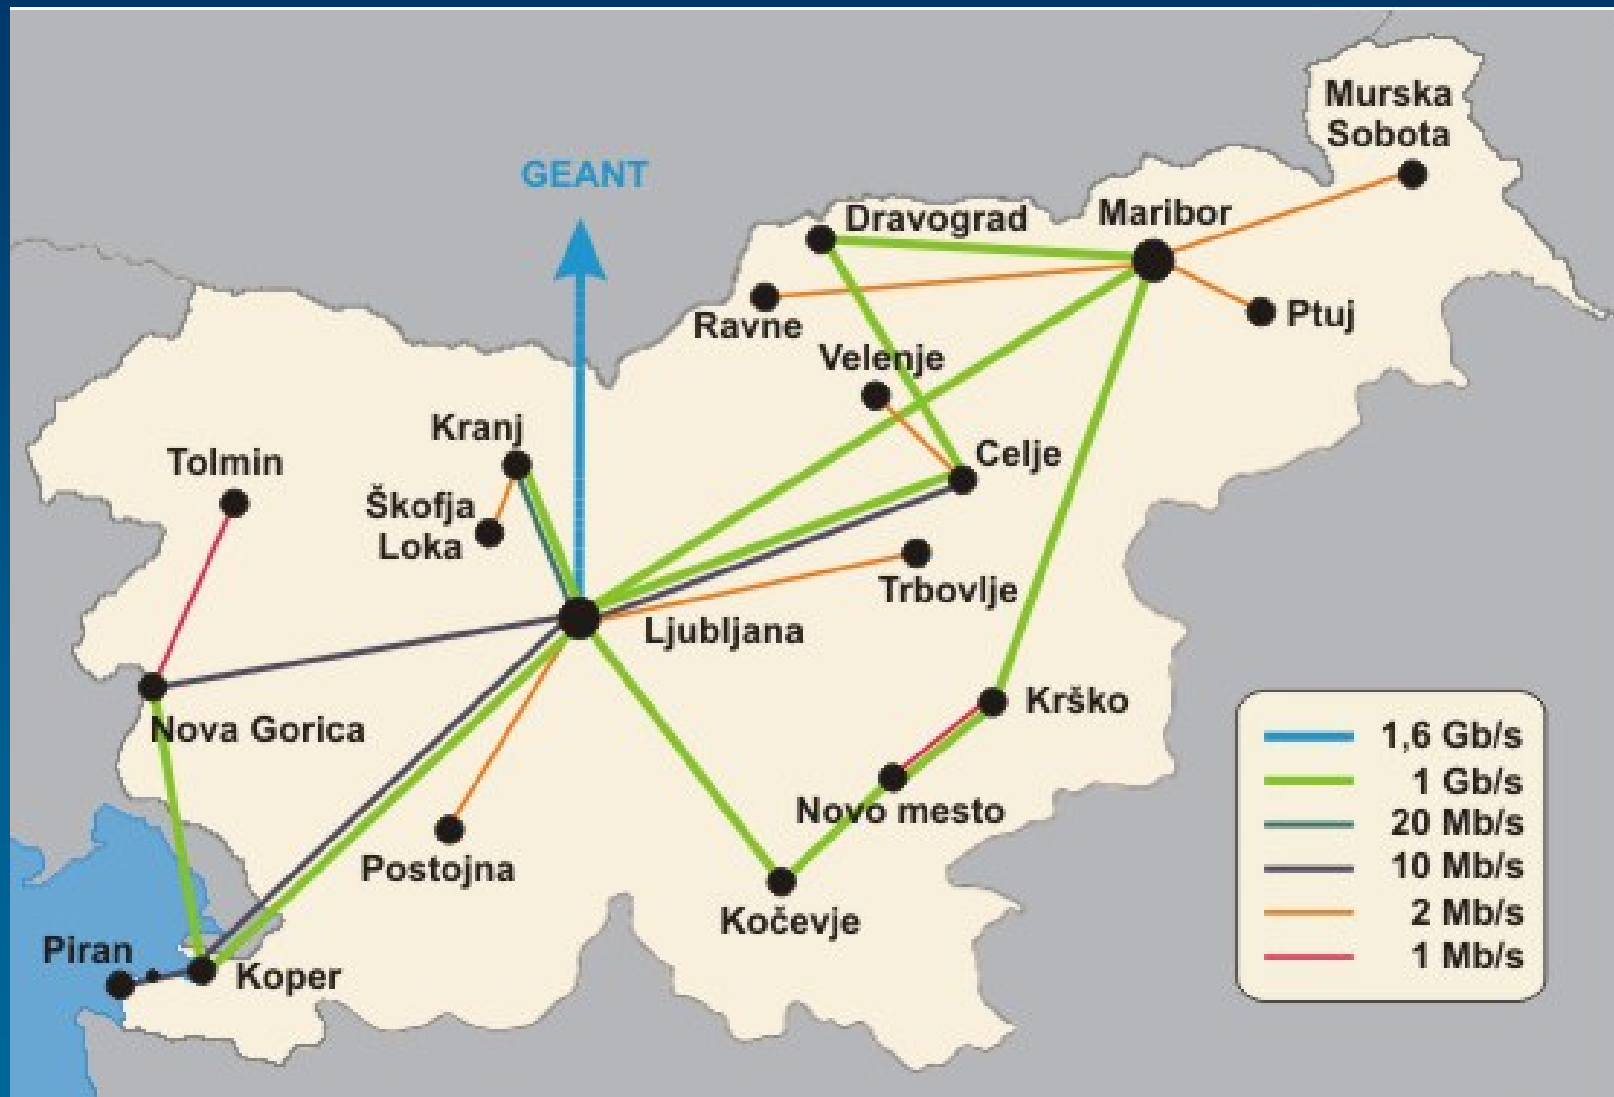 Murska
Sobota
GEANT
Dravograd
Maribor
Ravne
Ptuj
Velenje
Kranj
Celje
Tolmin
Škofja
Loka
Trbovlje
Ljubljana
Nova Gorica
Krško
Novo mesto
Postojna
Kočevje
Piran
Koper
1,6 Gb/s
1 Gb/s
20 Mb/s
10 Mb/s
2 Mb/s
1 Mb/s